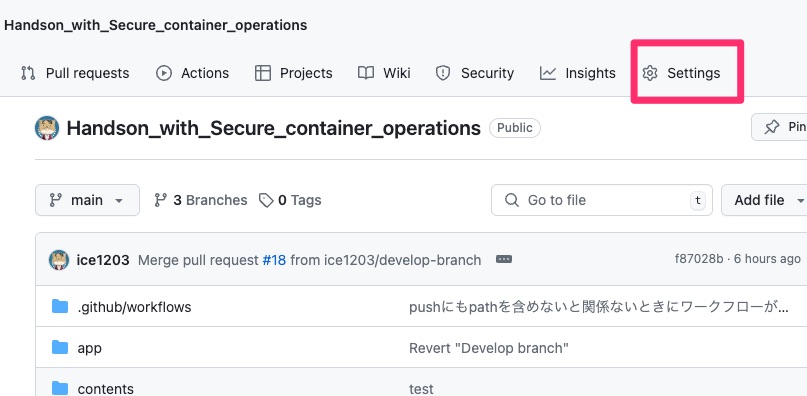 Handson_with_Secure_container_operations
Pull requests Actions Projects Wiki Security Insights Settings
Handson_with_Secure_container_operations Public Pin
main 3 Branches 0 Tags Go to file t Add file
ice1203 Merge pull request #18 from ice1203/develop-branch f87028b · 6 hours ago
.github/workflows pushにもpathを含めないと関係ないときにワークフローが…
app Revert "Develop branch"
contents test